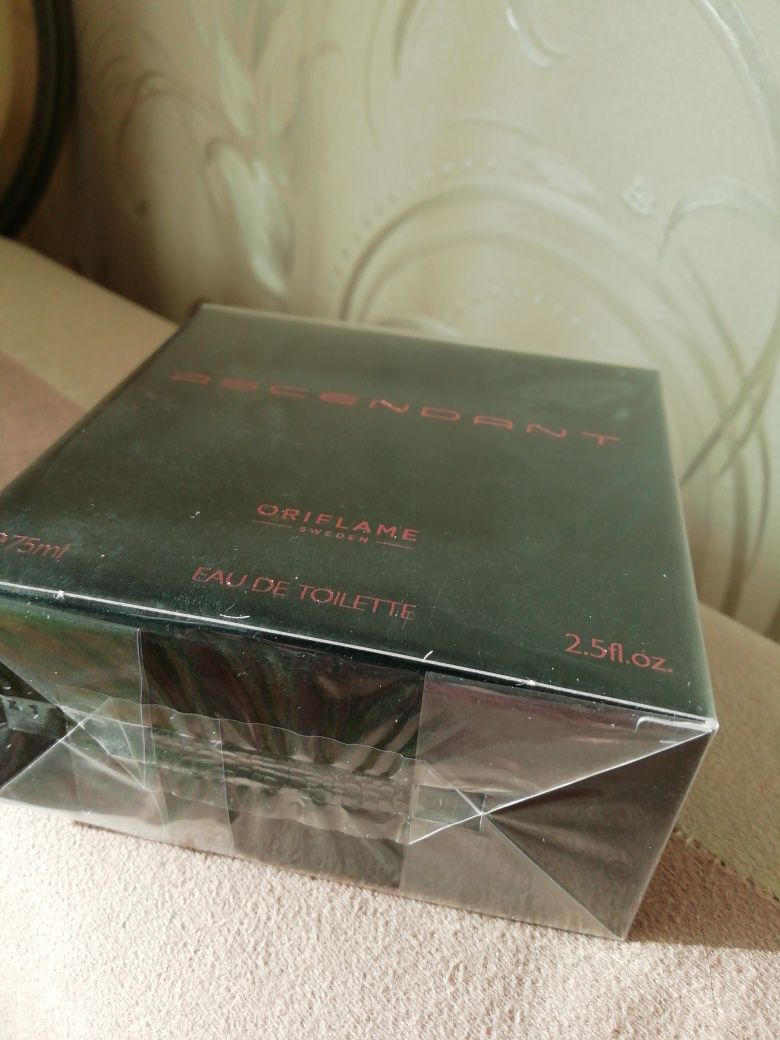 ASCENDANT
ORIFLAME
SWEDEN
75ml
EAU DE TOILETTE
2.5fl.oz.